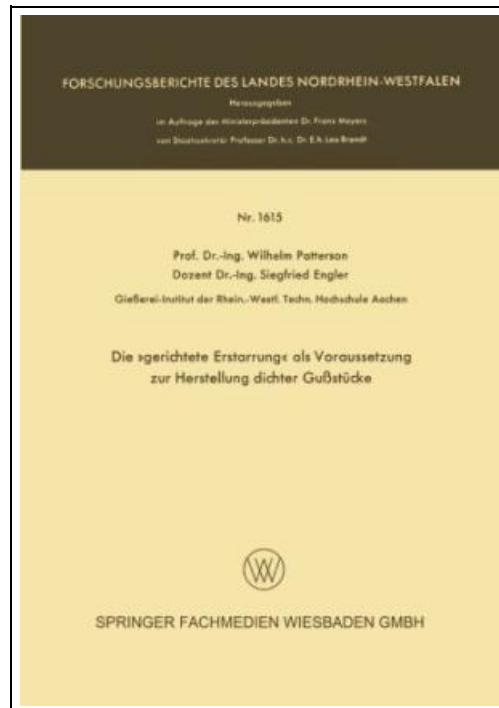 FORSCHUNGSBERICHTE DES LANDES NORDRHEIN-WESTFALEN
Herausgegeben
im Auftrage des Ministerpräsidenten Dr. Franz Meyers
von Staatssekretär Professor Dr. h. c. Dr. E. h. Leo Brandt
Nr. 1615
Prof. Dr.-Ing. Wilhelm Patterson
Dozent Dr.-Ing. Siegfried Engler
Gießerei-Institut der Rhein.-Westf. Techn. Hochschule Aachen
Die »gerichtete Erstarrung« als Voraussetzung
zur Herstellung dichter Gußstücke
SPRINGER FACHMEDIEN WIESBADEN GMBH